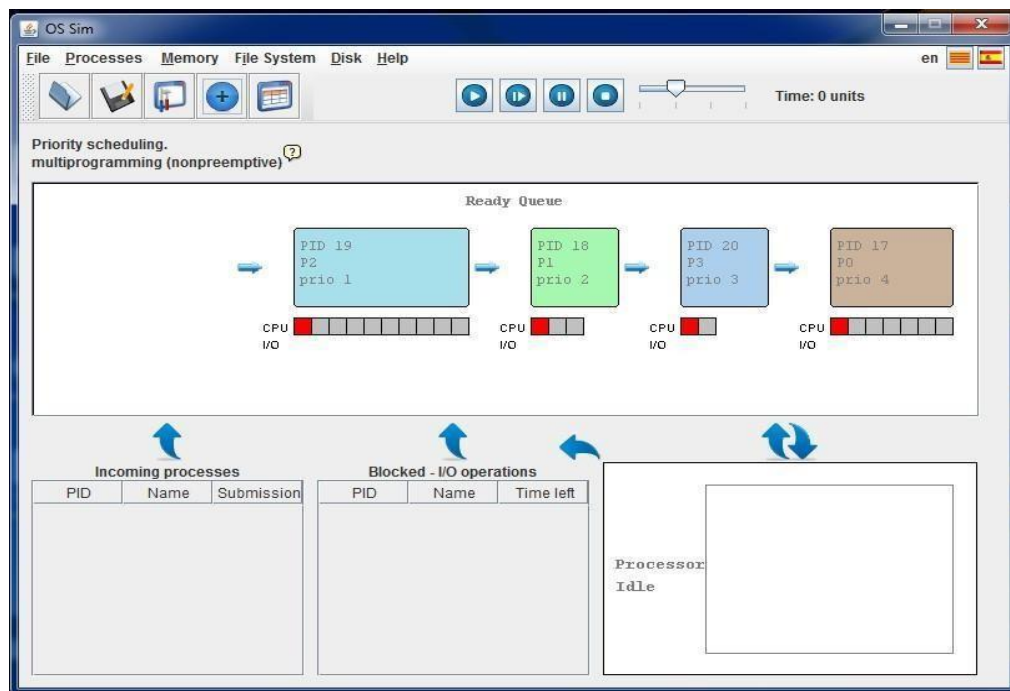 OS Sim
File Processes Memory File System Disk Help
en
Time: 0 units
Priority scheduling.
multiprogramming (nonpreemptive)
?
Ready Queue
PID 19
P2
prio 1
CPU
I/O
PID 18
P1
prio 2
CPU
I/O
PID 20
P3
prio 3
CPU
I/O
PID 17
P0
prio 4
CPU
I/O
Incoming processes
PID Name Submission
Blocked - I/O operations
PID Name Time left
Processor
Idle